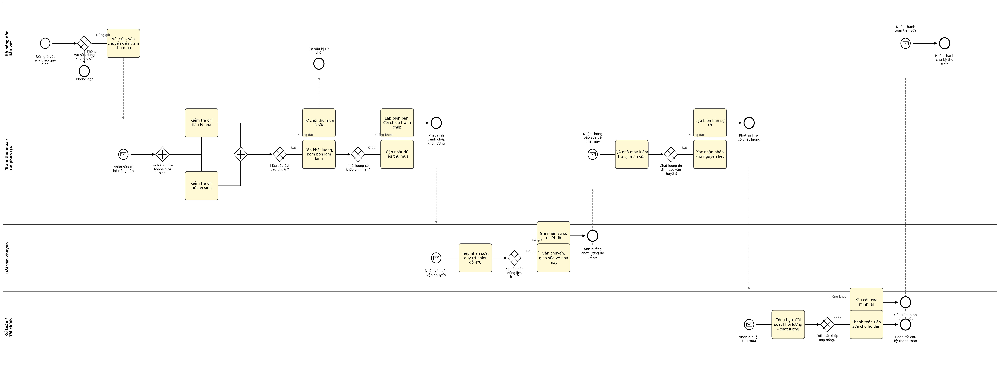 Hộ nông dân
liên kết
Đến giờ vắt
sữa theo quy
định
Đúng giờ
Không
Vắt sữa đúng
khung giờ?
Không đạt
Vắt sữa, vận
chuyển đến trạm
thu mua
Lô sữa bị từ
chối
Nhận thanh
toán tiền sữa
Hoàn thành
chu kỳ thu
mua
Trạm thu mua /
Bộ phận QA
Nhận sữa từ
hộ nông dân
Tách kiểm tra
lý-hóa & vi
sinh
Kiểm tra chỉ
tiêu lý-hóa
Kiểm tra chỉ
tiêu vi sinh
Mẫu sữa đạt
tiêu chuẩn?
Không đạt
Đạt
Từ chối thu mua
lô sữa
Cân khối lượng,
bơm bồn làm
lạnh
Khối lượng có
khớp ghi nhận?
Không khớp
Khớp
Lập biên bản,
đối chiếu tranh
chấp
Cập nhật dữ
liệu thu mua
Phát sinh
tranh chấp
khối lượng
Nhận thông
báo sữa về
nhà máy
QA nhà máy kiểm
tra lại mẫu sữa
Chất lượng ổn
định sau vận
chuyển?
Không đạt
Đạt
Lập biên bản sự
cố
Xác nhận nhập
kho nguyên liệu
Phát sinh sự
cố chất lượng
Đội vận chuyển
Nhận yêu cầu
vận chuyển
Tiếp nhận sữa,
duy trì nhiệt
độ 4°C
Xe bồn đến
đúng lịch
trình?
Trễ giờ
Đúng giờ
Ghi nhận sự cố
nhiệt độ
Vận chuyển,
giao sữa về nhà
máy
Ảnh hưởng
chất lượng do
trễ giờ
Kế toán /
Tài chính
Nhận dữ liệu
thu mua
Tổng hợp, đối
soát khối lượng
- chất lượng
Đối soát khớp
hợp đồng?
Không khớp
Khớp
Yêu cầu xác
minh lại
Thanh toán tiền
sữa cho hộ dân
Cần xác minh
lại số liệu
Hoàn tất chu
kỳ thanh toán